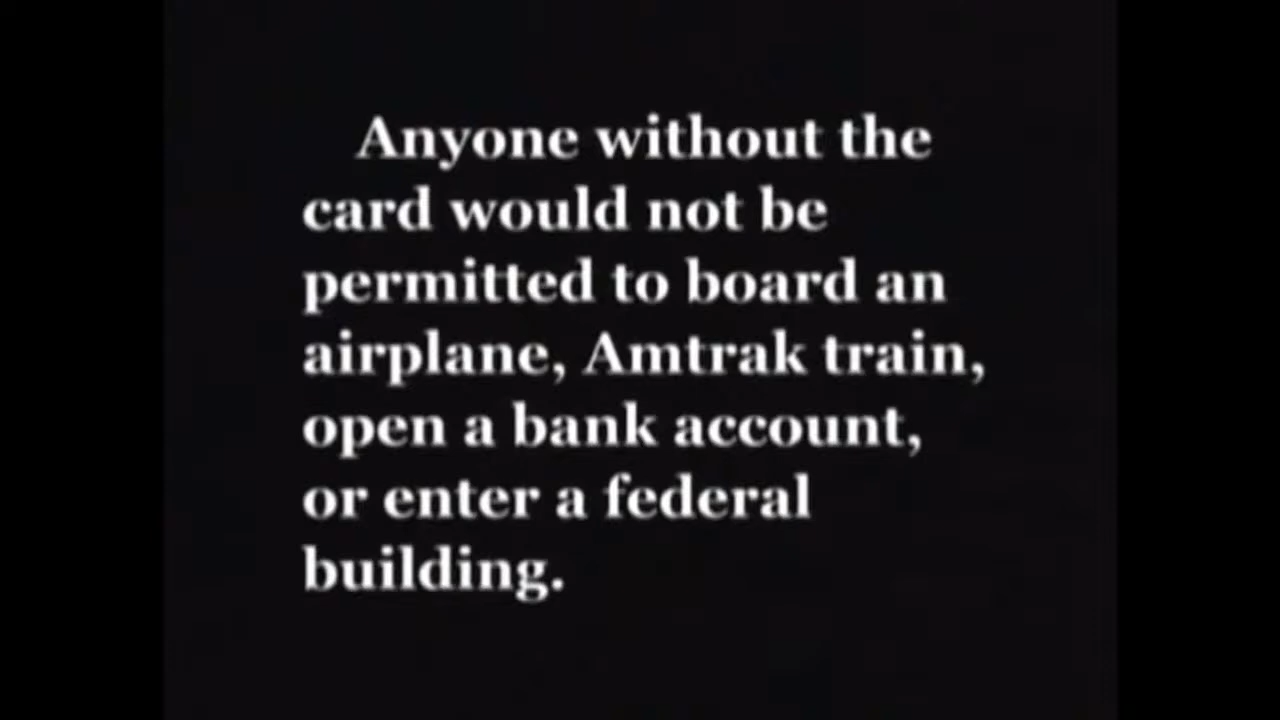 Anyone without the
card would not be
permitted to board an
airplane, Amtrak train,
open a bank account,
or enter a federal
building.